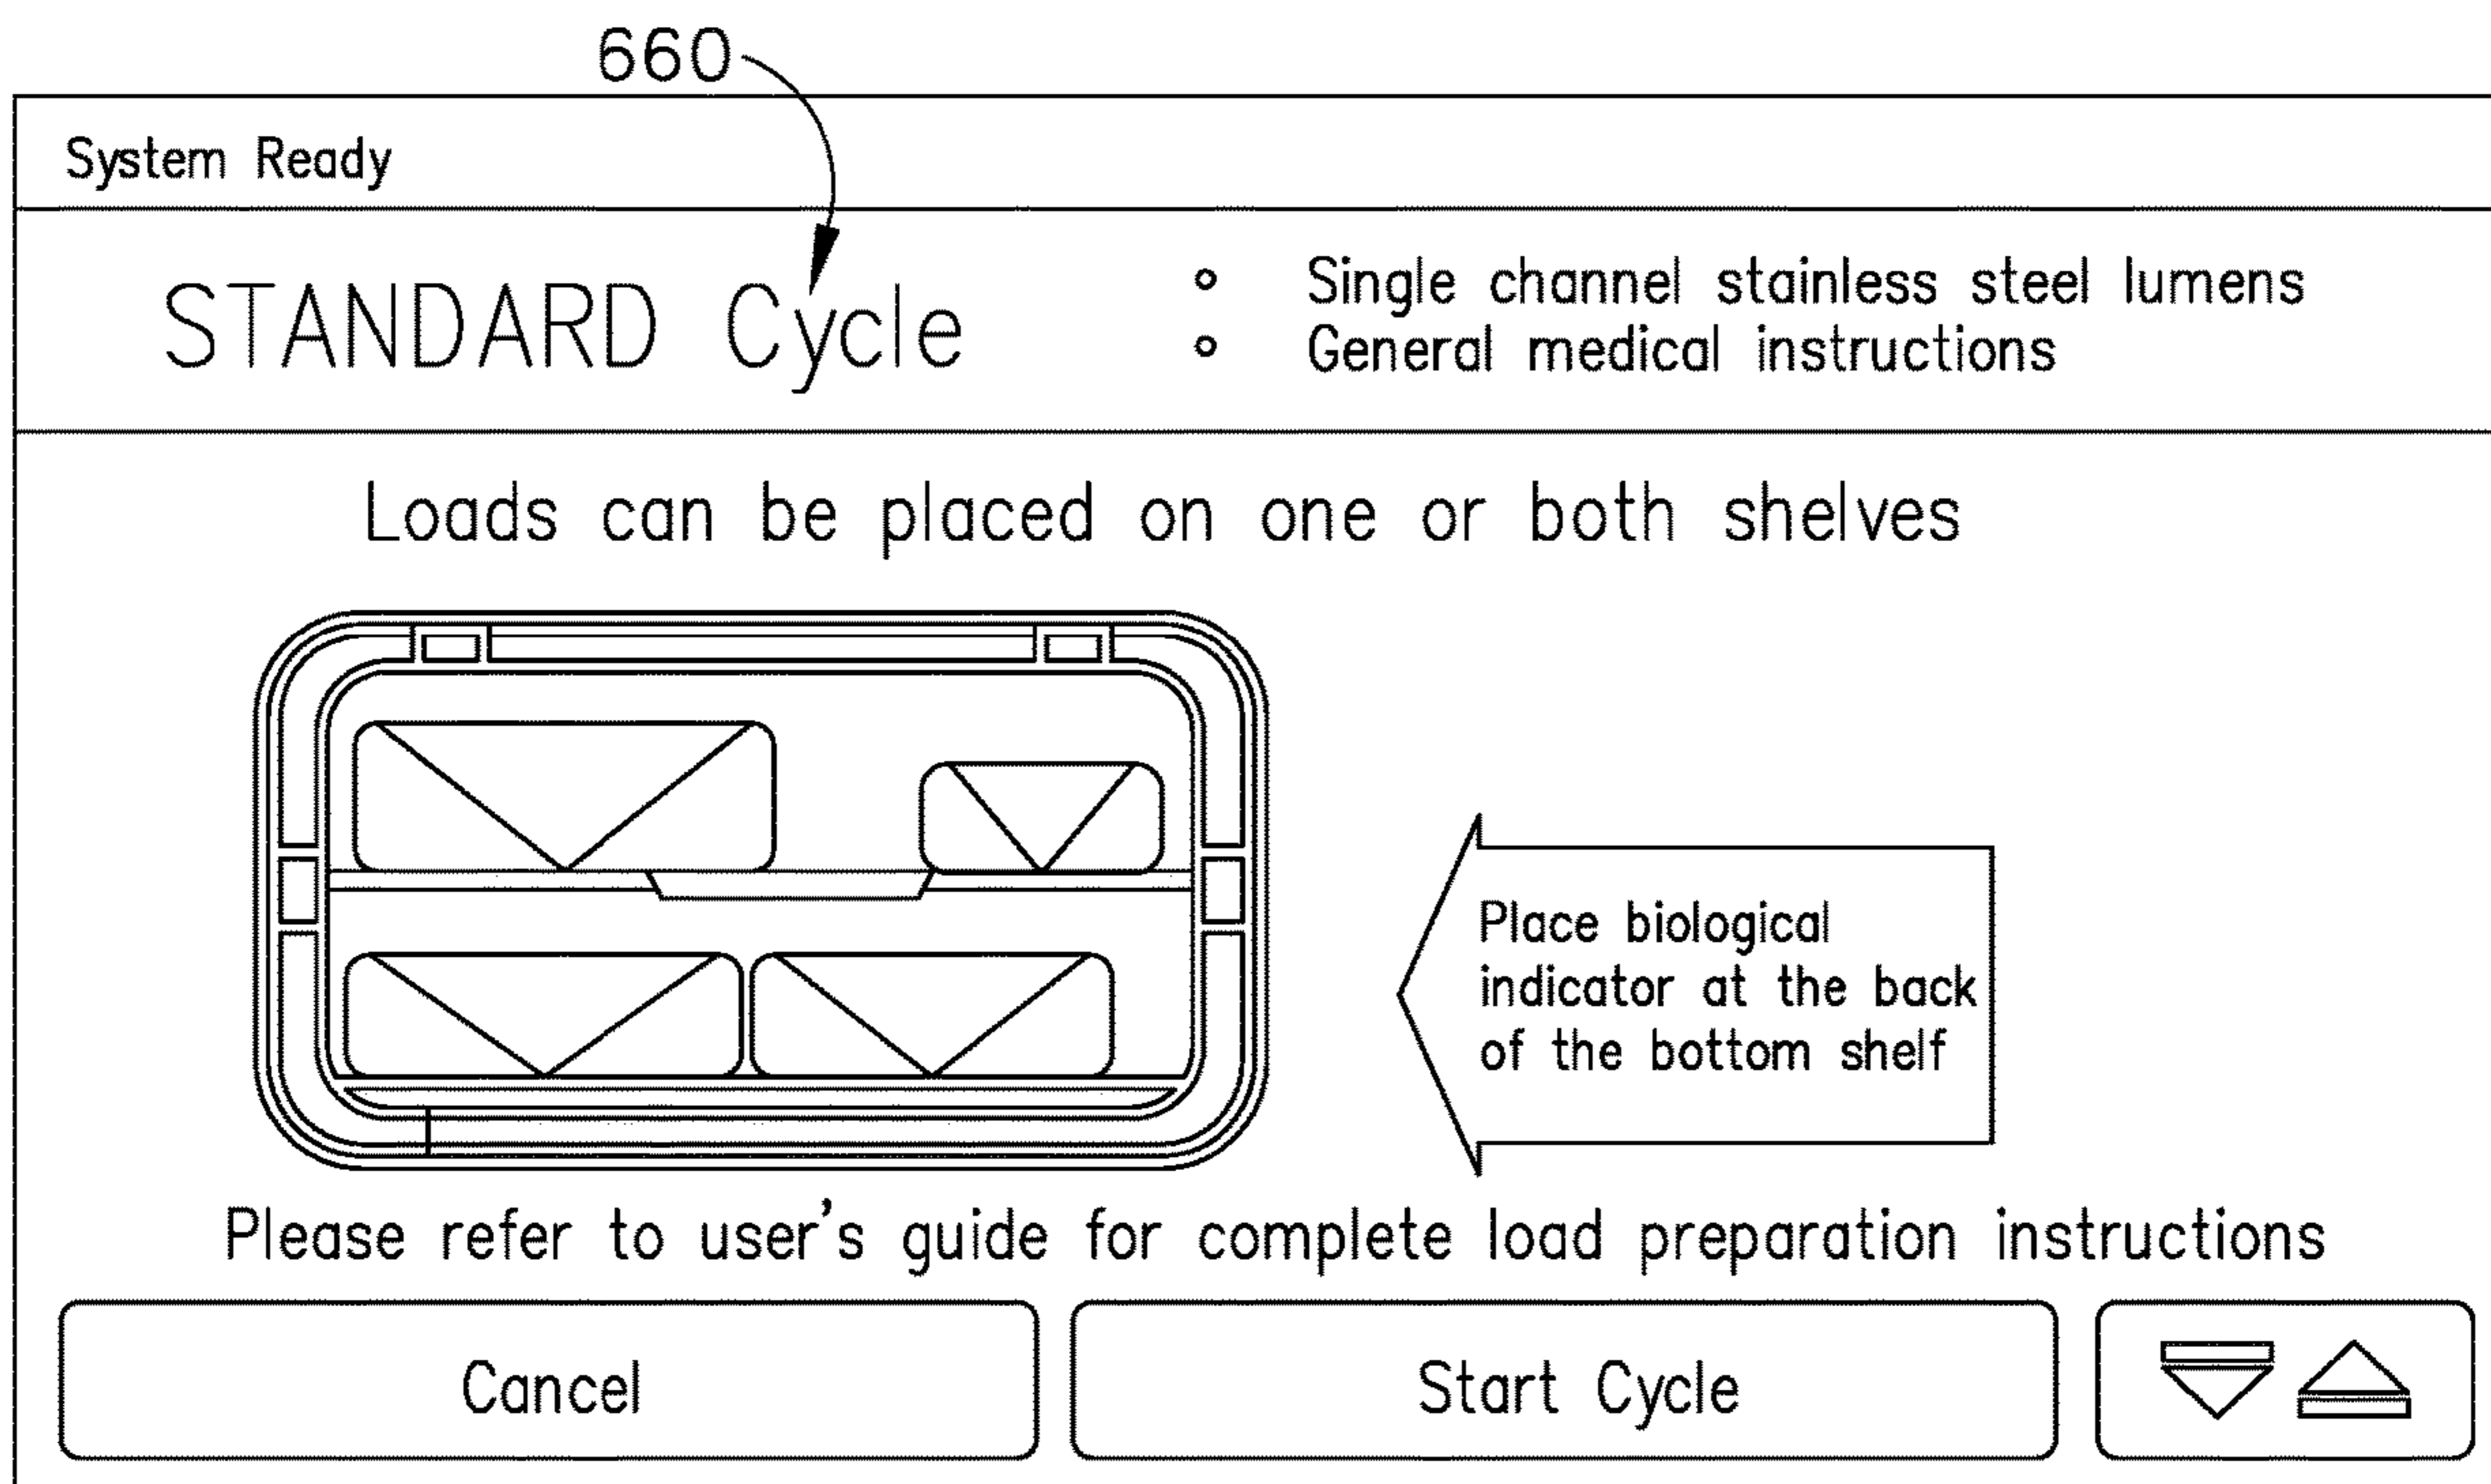 660
System Ready
STANDARD Cycle
° Single channel stainless steel lumens
° General medical instructions
Loads can be placed on one or both shelves
Place biological
indicator at the back
of the bottom shelf
Please refer to user's guide for complete load preparation instructions
Cancel
Start Cycle